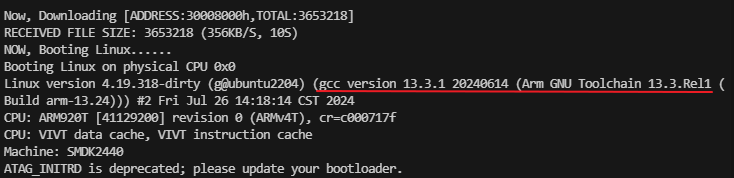 Now, Downloading [ADDRESS:30008000h,TOTAL:3653218]
RECEIVED FILE SIZE: 3653218 (356KB/S, 10S)
NOW, Booting Linux......
Booting Linux on physical CPU 0x0
Linux version 4.19.318-dirty (g@ubuntu2204) (gcc version 13.3.1 20240614 (Arm GNU Toolchain 13.3.Rel1 (
Build arm-13.24))) #2 Fri Jul 26 14:18:14 CST 2024
CPU: ARM920T [41129200] revision 0 (ARMv4T), cr=c000717f
CPU: VIVT data cache, VIVT instruction cache
Machine: SMDK2440
ATAG_INITRD is deprecated; please update your bootloader.